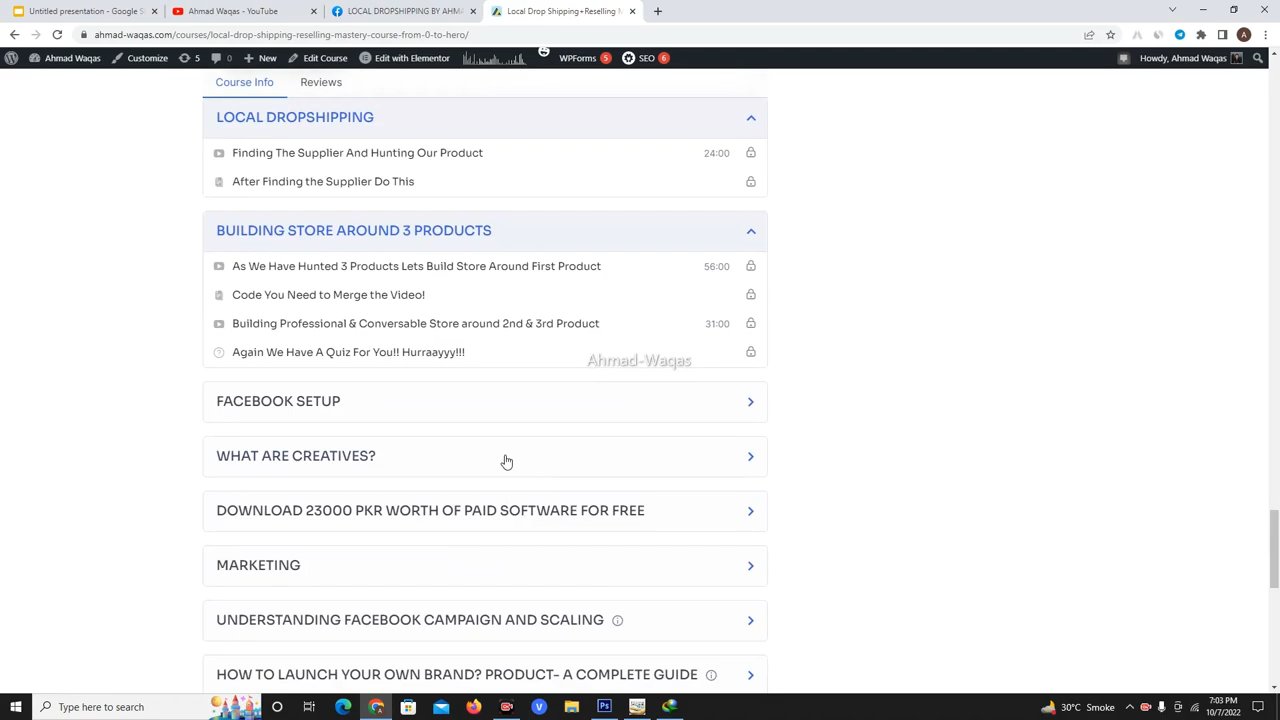 Untitled presentation - Google S
Ahmad Waqas - YouTube
LOCAL DROPSHIPPING BY AHMA
Local Drop Shipping+Reselling M
ahmad-waqas.com/courses/local-drop-shipping-reselling-mastery-course-from-0-to-hero/
A
Ahmad Waqas
Customize
5
0
New
Edit Course
Edit with Elementor
WPForms 5
SEO 6
Howdy, Ahmad Waqas
Course Info
Reviews
LOCAL DROPSHIPPING
Finding The Supplier And Hunting Our Product 24:00
After Finding the Supplier Do This
BUILDING STORE AROUND 3 PRODUCTS
As We Have Hunted 3 Products Lets Build Store Around First Product 56:00
Code You Need to Merge the Video!
Building Professional & Conversable Store around 2nd & 3rd Product 31:00
Again We Have A Quiz For You!! Hurraayyy!!!
Ahmad-Waqas
FACEBOOK SETUP
WHAT ARE CREATIVES?
DOWNLOAD 23000 PKR WORTH OF PAID SOFTWARE FOR FREE
MARKETING
UNDERSTANDING FACEBOOK CAMPAIGN AND SCALING
HOW TO LAUNCH YOUR OWN BRAND? PRODUCT- A COMPLETE GUIDE
Type here to search
30°C Smoke
7:03 PM
10/7/2022